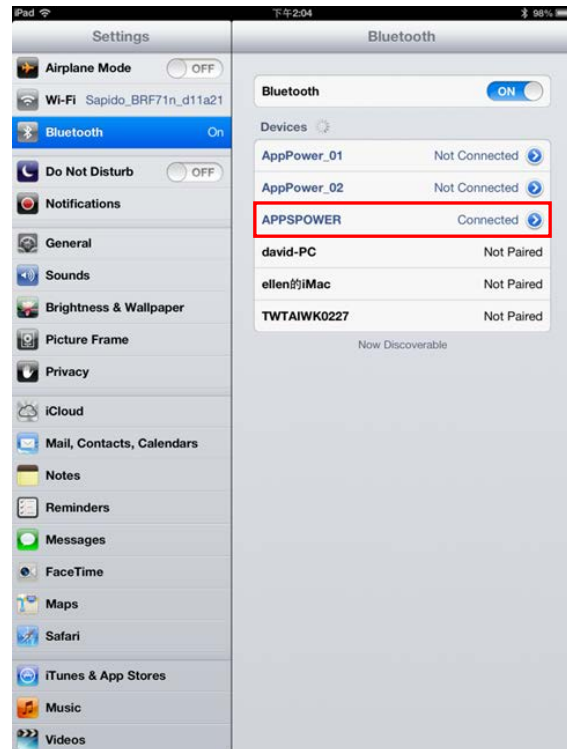 iPad 下午2:04 98%
Settings
Airplane Mode OFF
Wi-Fi Sapido_BRF71n_d11a21
Bluetooth On
Do Not Disturb OFF
Notifications
General
Sounds
Brightness & Wallpaper
Picture Frame
Privacy
iCloud
Mail, Contacts, Calendars
Notes
Reminders
Messages
FaceTime
Maps
Safari
iTunes & App Stores
Music
Videos
Bluetooth
Bluetooth ON
Devices
AppPower_01 Not Connected
AppPower_02 Not Connected
APPSPOWER Connected
david-PC Not Paired
ellen的iMac Not Paired
TWTAIWK0227 Not Paired
Now Discoverable